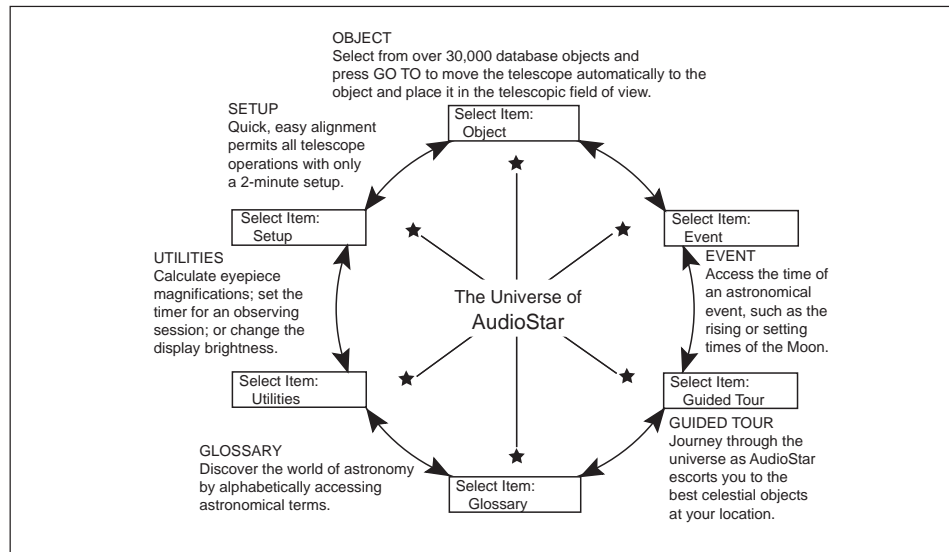 OBJECT
Select from over 30,000 database objects and
press GO TO to move the telescope automatically to the
object and place it in the telescopic field of view.
Select Item:
Object
SETUP
Quick, easy alignment
permits all telescope
operations with only
a 2-minute setup.
Select Item:
Setup
Select Item:
Event
EVENT
Access the time of
an astronomical
event, such as the
rising or setting
times of the Moon.
UTILITIES
Calculate eyepiece
magnifications; set the
timer for an observing
session; or change the
display brightness.
The Universe of
AudioStar
Select Item:
Utilities
Select Item:
Guided Tour
GUIDED TOUR
Journey through the
universe as AudioStar
escorts you to the
best celestial objects
at your location.
GLOSSARY
Discover the world of astronomy
by alphabetically accessing
astronomical terms.
Select Item:
Glossary